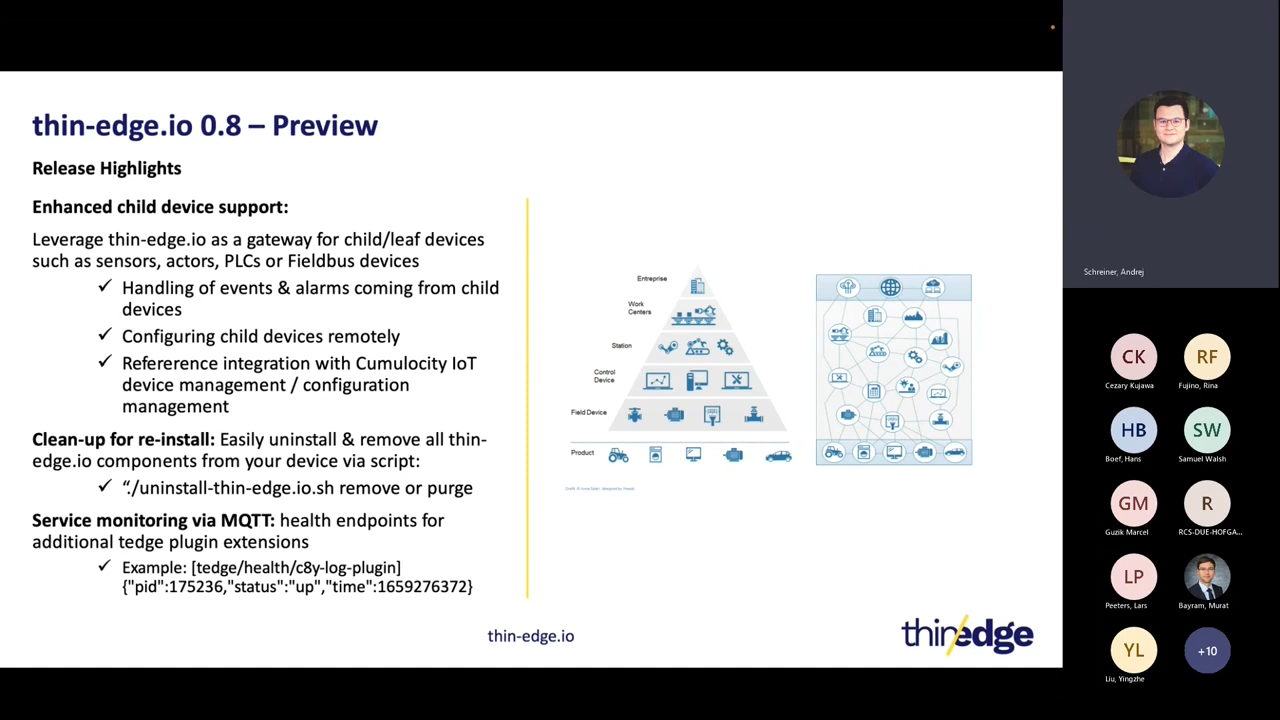 thin-edge.io 0.8 – Preview
Release Highlights
Enhanced child device support:
Leverage thin-edge.io as a gateway for child/leaf devices
such as sensors, actors, PLCs or Fieldbus devices
✓ Handling of events & alarms coming from child
devices
✓ Configuring child devices remotely
✓ Refererence integration with Cumulocity IoT
device management / configuration
management
Clean-up for re-install: Easily uninstall & remove all thin-
edge.io components from your device via script:
✓ “./uninstall-thin-edge.io.sh remove or purge
Service monitoring via MQTT: health endpoints for
additional tedge plugin extensions
✓ Example: [tedge/health/c8y-log-plugin]
{"pid":175236,"status":"up","time":1659276372}
Entreprise
Work
Centers
Station
Control
Device
Field Device
Product
thin-edge.io
thin/edge
Schreiner, Andrej
CK
Cezary Kujawa
RF
Fujino, Rina
HB
Boef, Hans
SW
Samuel Walsh
GM
Guzik Marcel
R
RCS-DUE-HOFGA...
LP
Peeters, Lars
Bayram, Murat
YL
Liu, Yingzhe
+10